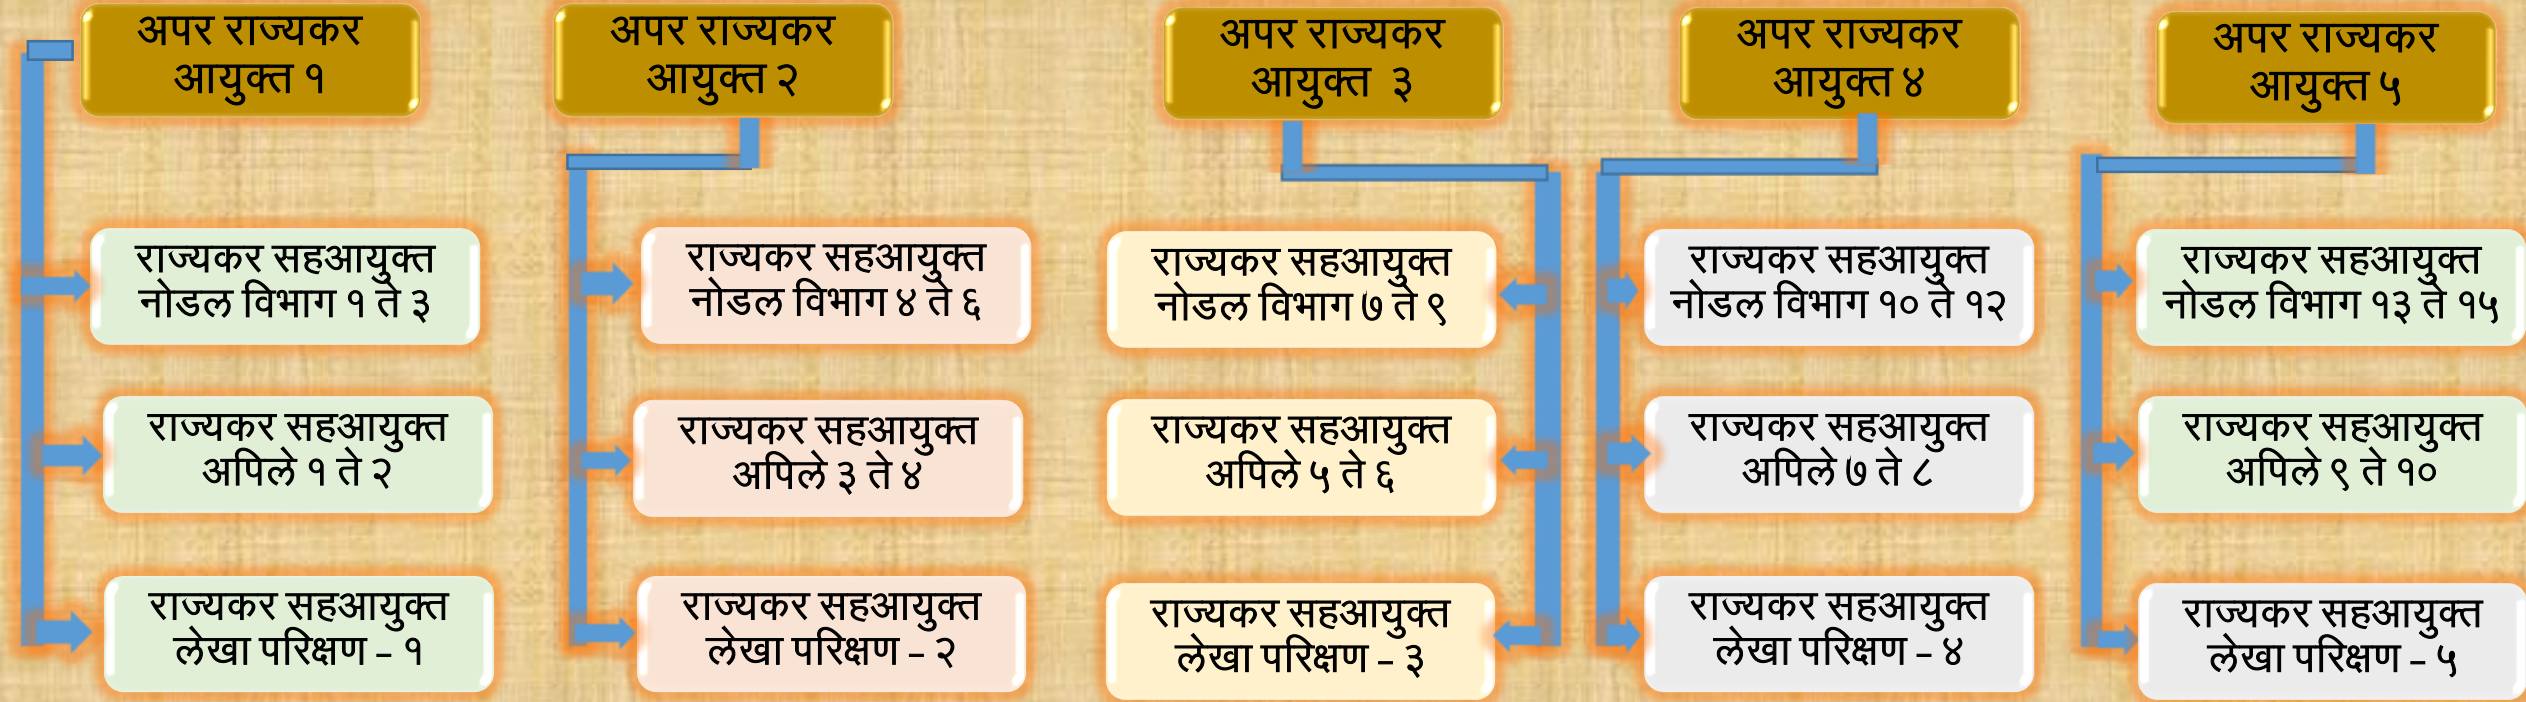 अपर राज्यकर
आयुक्त १
अपर राज्यकर
आयुक्त २
अपर राज्यकर
आयुक्त ३
अपर राज्यकर
आयुक्त ४
अपर राज्यकर
आयुक्त ५
राज्यकर सहआयुक्त
नोडल विभाग १ ते ३
राज्यकर सहआयुक्त
नोडल विभाग ४ ते ६
राज्यकर सहआयुक्त
नोडल विभाग ७ ते ९
राज्यकर सहआयुक्त
नोडल विभाग १० ते १२
राज्यकर सहआयुक्त
नोडल विभाग १३ ते १५
राज्यकर सहआयुक्त
अपिले १ ते २
राज्यकर सहआयुक्त
अपिले ३ ते ४
राज्यकर सहआयुक्त
अपिले ५ ते ६
राज्यकर सहआयुक्त
अपिले ७ ते ८
राज्यकर सहआयुक्त
अपिले ९ ते १०
राज्यकर सहआयुक्त
लेखा परिक्षण – १
राज्यकर सहआयुक्त
लेखा परिक्षण – २
राज्यकर सहआयुक्त
लेखा परिक्षण – ३
राज्यकर सहआयुक्त
लेखा परिक्षण – ४
राज्यकर सहआयुक्त
लेखा परिक्षण – ५